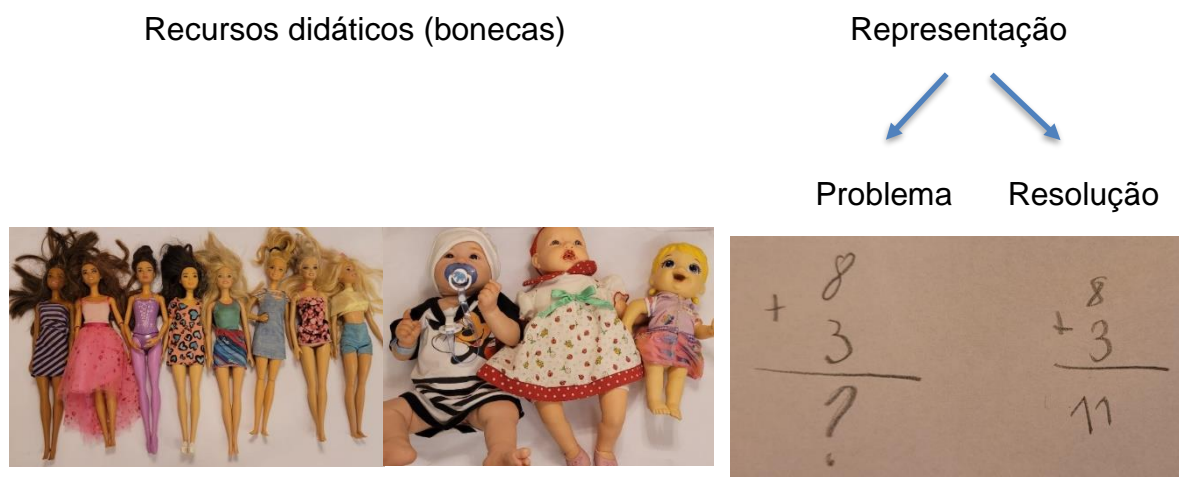 Recursos didáticos (bonecas)
Representação
Problema
Resolução
8
+ 3
?
8
+ 3
11